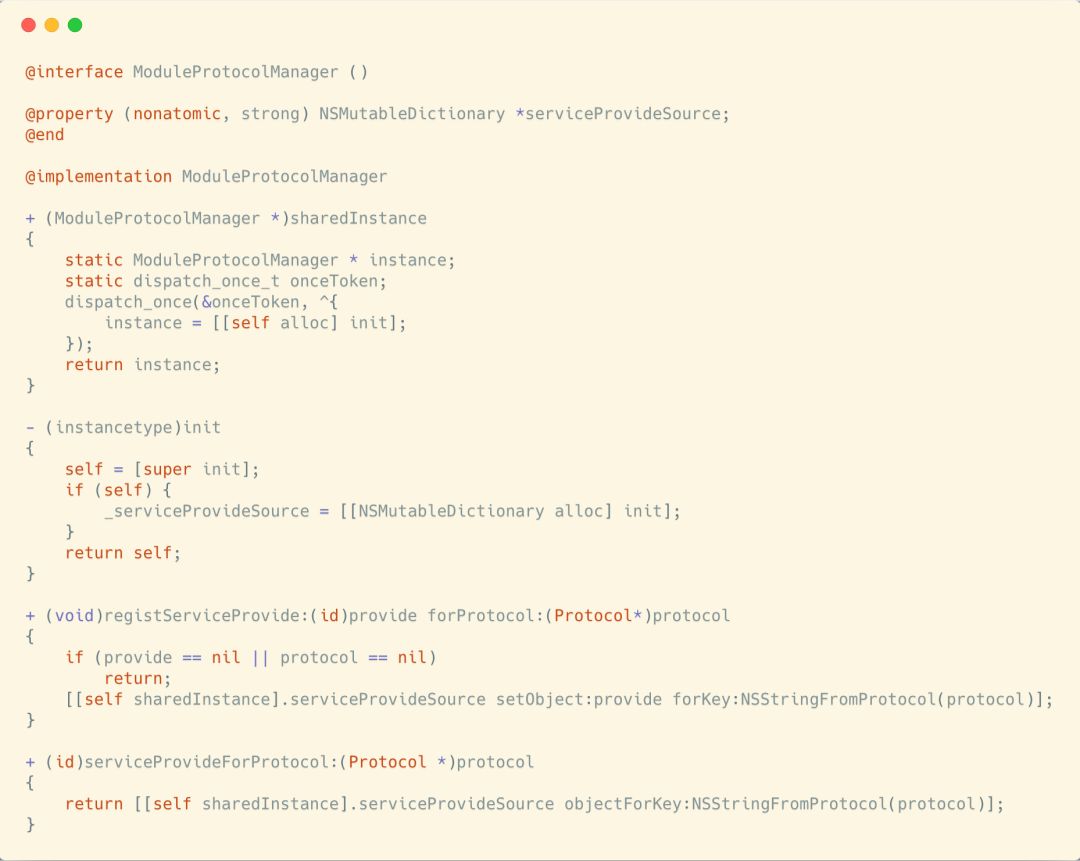 @interface ModuleProtocolManager ()
@property (nonatomic, strong) NSMutableDictionary *serviceProvideSource;
@end
@implementation ModuleProtocolManager
+ (ModuleProtocolManager *)sharedInstance
{
    static ModuleProtocolManager * instance;
    static dispatch_once_t onceToken;
    dispatch_once(&onceToken, ^{
        instance = [[self alloc] init];
    });
    return instance;
}
- (instancetype)init
{
    self = [super init];
    if (self) {
        _serviceProvideSource = [[NSMutableDictionary alloc] init];
    }
    return self;
}
+ (void)registServiceProvide:(id)provide forProtocol:(Protocol*)protocol
{
    if (provide == nil || protocol == nil)
        return;
    [[self sharedInstance].serviceProvideSource setObject:provide forKey:NSStringFromProtocol(protocol)];
}
+ (id)serviceProvideForProtocol:(Protocol *)protocol
{
    return [[self sharedInstance].serviceProvideSource objectForKey:NSStringFromProtocol(protocol)];
}